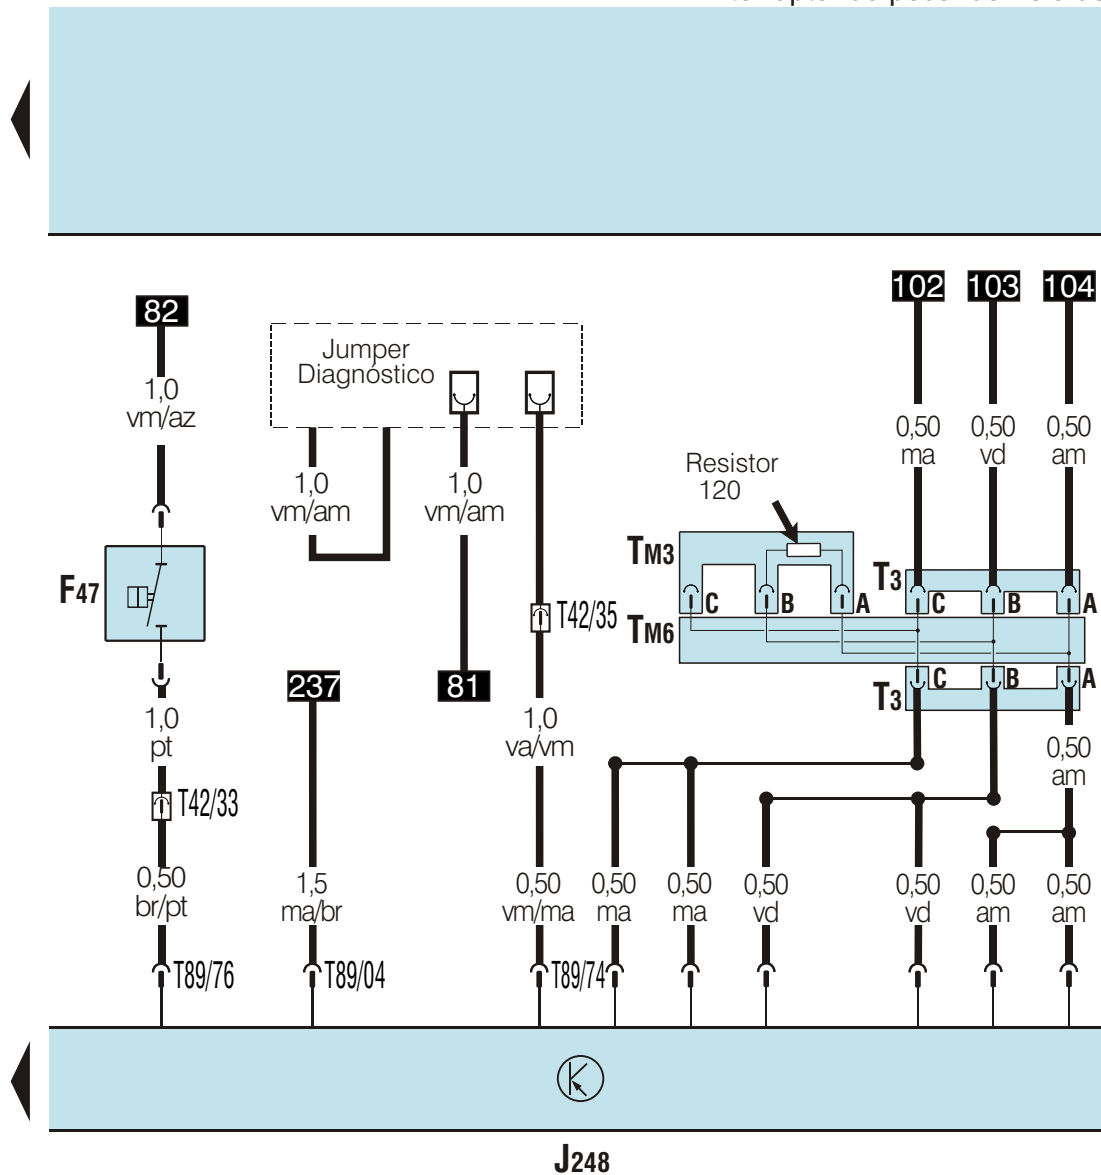 82
102
103
104
Jumper
Diagnóstico
1,0
vm/az
0,50
ma
0,50
vd
0,50
am
1,0
vm/am
1,0
vm/am
Resistor
120
TM3
C
B
A
T3
C
B
A
F47
T42/35
TM6
237
81
T3
C
B
A
1,0
pt
1,0
va/vm
0,50
am
T42/33
0,50
br/pt
1,5
ma/br
0,50
vm/ma
0,50
ma
0,50
ma
0,50
vd
0,50
vd
0,50
am
0,50
am
T89/76
T89/04
T89/74
J248